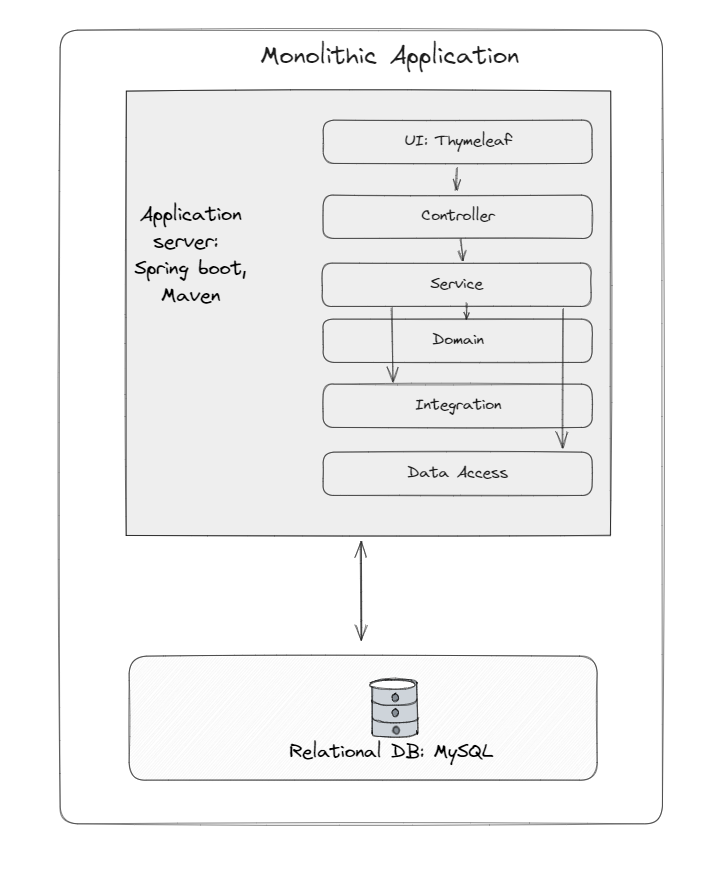 Monolithic Application
UI: Thymeleaf
Controller
Application
server:
Spring boot,
Maven
Service
Domain
Integration
Data Access
Relational DB: MySQL